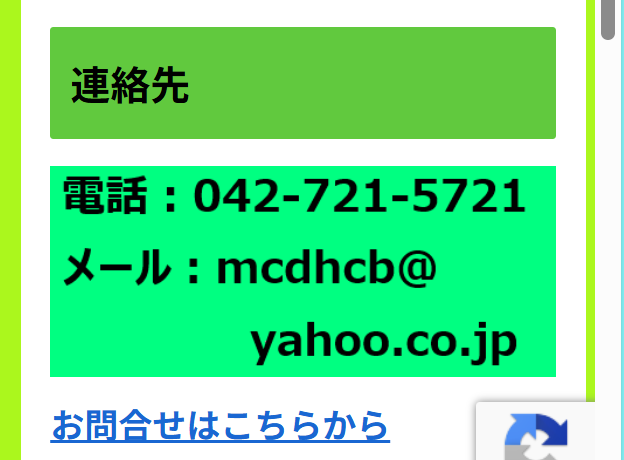 連絡先
電話：042-721-5721
メール：mcdhcb@
yahoo.co.jp
お問合せはこちらから